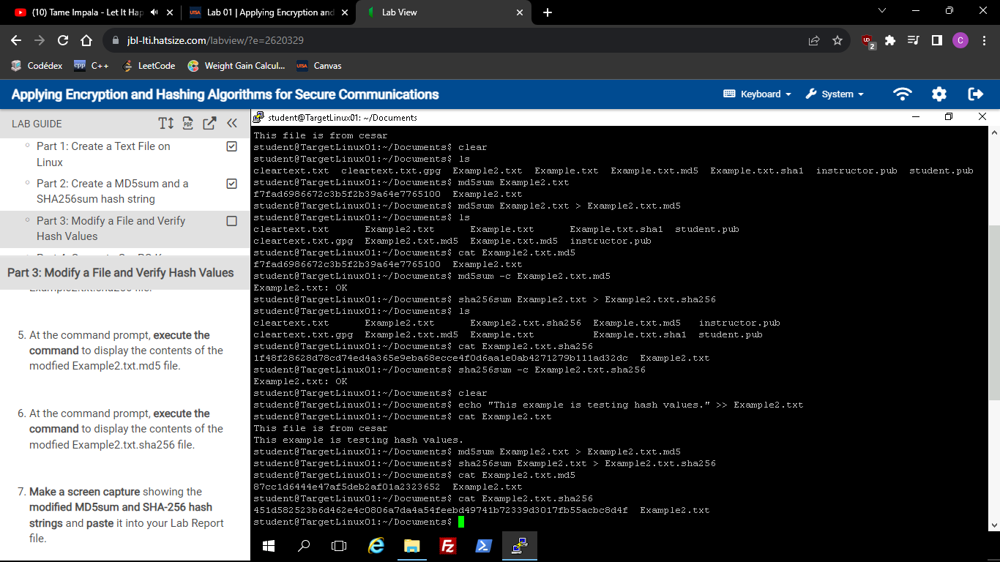 (10) Tame Impala - Let It Hap
Lab 01 | Applying Encryption and
Lab View
jbl-lti.hatsize.com/labview/?e=2620329
2
C
Codédex
C++
LeetCode
Weight Gain Calcul...
Canvas
Applying Encryption and Hashing Algorithms for Secure Communications
Keyboard
System
LAB GUIDE
PDF
Part 1: Create a Text File on
Linux
Part 2: Create a MD5sum and a
SHA256sum hash string
Part 3: Modify a File and Verify
Hash Values
Part 3: Modify a File and Verify Hash Values
5. At the command prompt, execute the
command to display the contents of the
modfied Example2.txt.md5 file.
6. At the command prompt, execute the
command to display the contents of the
modfied Example2.txt.sha256 file.
7. Make a screen capture showing the
modified MD5sum and SHA-256 hash
strings and paste it into your Lab Report
file.
student@TargetLinux01: ~/Documents
This file is from cesar
student@TargetLinux01:~/Documents$ clear
student@TargetLinux01:~/Documents$ ls
cleartext.txt cleartext.txt.gpg Example2.txt Example.txt Example.txt.md5 Example.txt.sha1 instructor.pub student.pub
student@TargetLinux01:~/Documents$ md5sum Example2.txt
f7fad6986672c3b5f2b39a64e7765100 Example2.txt
student@TargetLinux01:~/Documents$ md5sum Example2.txt > Example2.txt.md5
student@TargetLinux01:~/Documents$ ls
cleartext.txt Example2.txt Example.txt Example.txt.sha1 student.pub
cleartext.txt.gpg Example2.txt.md5 Example.txt.md5 instructor.pub
student@TargetLinux01:~/Documents$ cat Example2.txt.md5
f7fad6986672c3b5f2b39a64e7765100 Example2.txt
student@TargetLinux01:~/Documents$ md5sum -c Example2.txt.md5
Example2.txt: OK
student@TargetLinux01:~/Documents$ sha256sum Example2.txt > Example2.txt.sha256
student@TargetLinux01:~/Documents$ ls
cleartext.txt Example2.txt Example2.txt.sha256 Example.txt.md5 instructor.pub
cleartext.txt.gpg Example2.txt.md5 Example.txt Example.txt.sha1 student.pub
student@TargetLinux01:~/Documents$ cat Example2.txt.sha256
1f48f28628d78cd74ed4a365e9eba68ecce4f0d6aa1e0ab4271279b111ad32dc Example2.txt
student@TargetLinux01:~/Documents$ sha256sum -c Example2.txt.sha256
Example2.txt: OK
student@TargetLinux01:~/Documents$ clear
student@TargetLinux01:~/Documents$ echo "This example is testing hash values." >> Example2.txt
student@TargetLinux01:~/Documents$ cat Example2.txt
This file is from cesar
This example is testing hash values.
student@TargetLinux01:~/Documents$ md5sum Example2.txt > Example2.txt.md5
student@TargetLinux01:~/Documents$ sha256sum Example2.txt > Example2.txt.sha256
student@TargetLinux01:~/Documents$ cat Example2.txt.md5
87cc1d6444e47af5deb2af01a2323652 Example2.txt
student@TargetLinux01:~/Documents$ cat Example2.txt.sha256
451d582523b6d462e4c0806a7da4a54feebd49741b72339d3017fb55acbc8d4f Example2.txt
student@TargetLinux01:~/Documents$